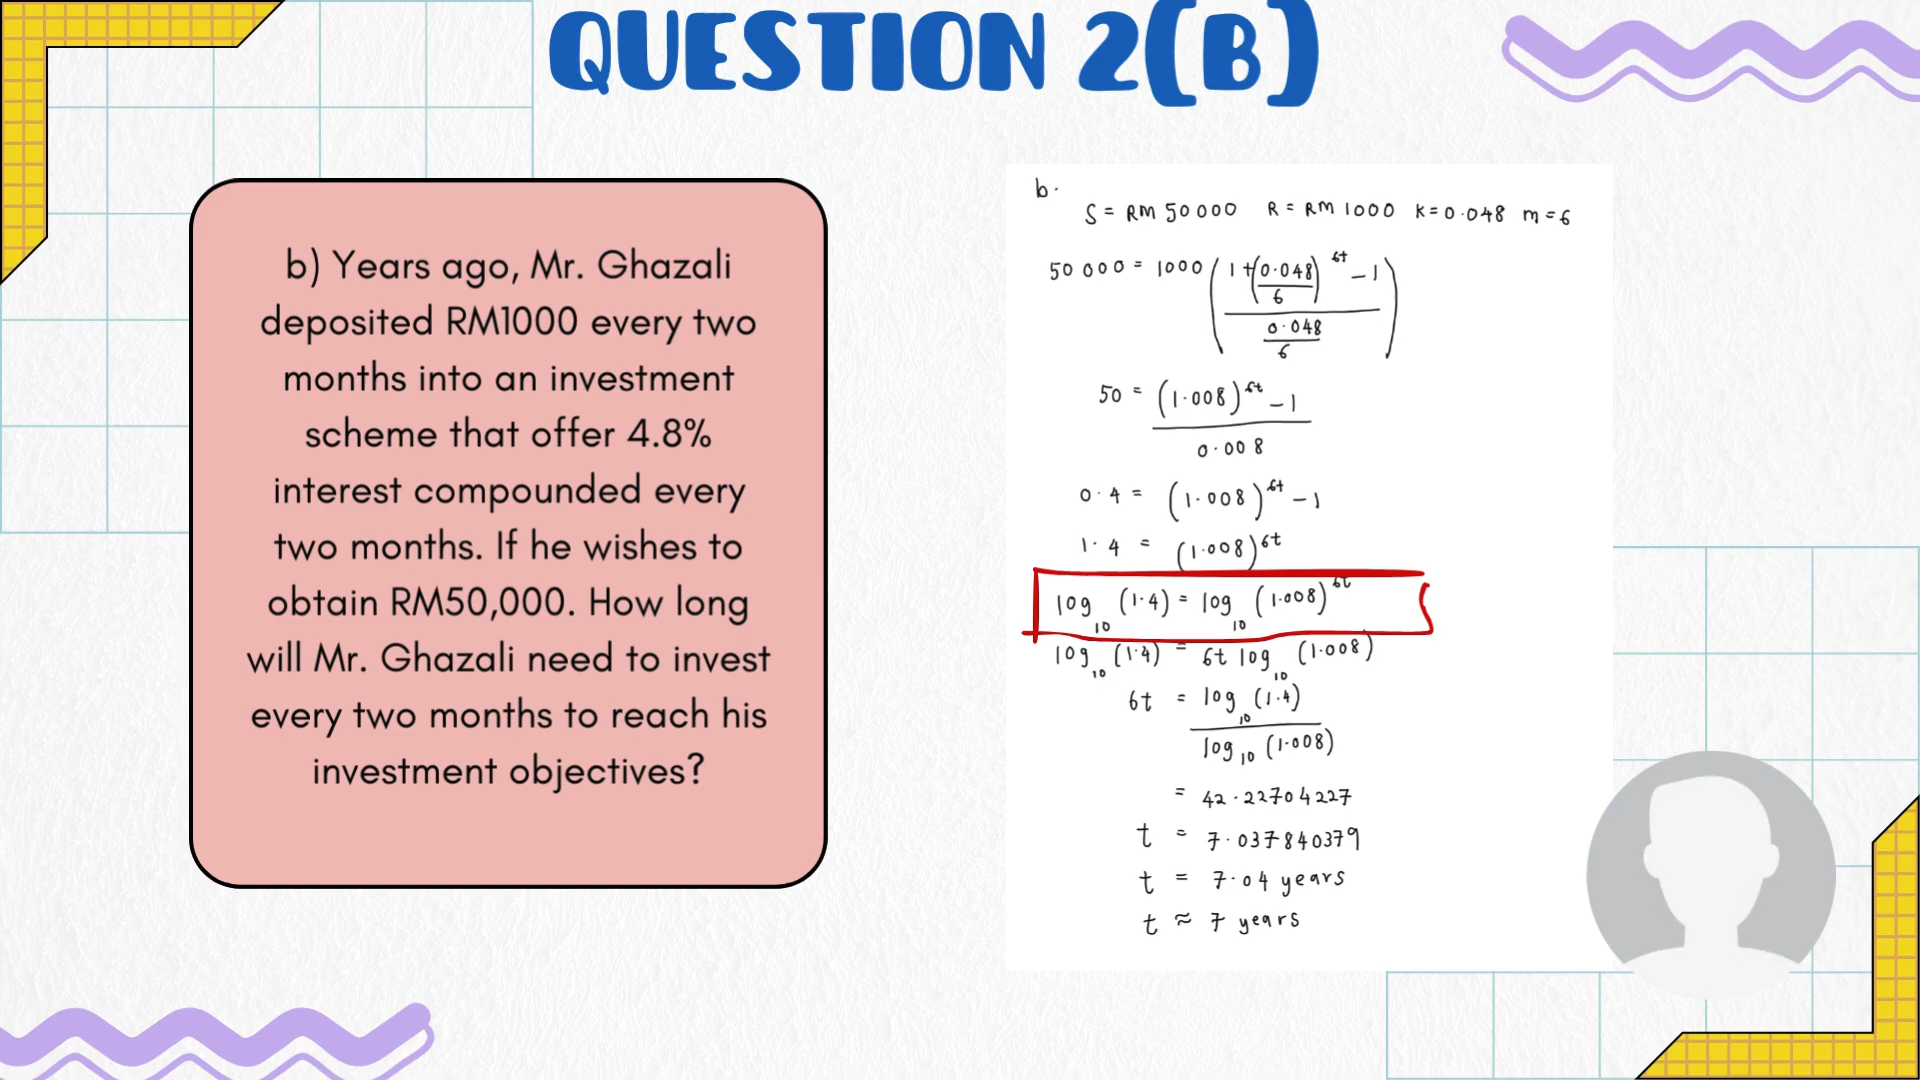 QUESTION 2(B)
b) Years ago, Mr. Ghazali
deposited RM1000 every two
months into an investment
scheme that offer 4.8%
interest compounded every
two months. If he wishes to
obtain RM50,000. How long
will Mr. Ghazali need to invest
every two months to reach his
investment objectives?
b.
S = RM 50 000 R = RM 1000 K = 0.048 m = 6
50 000 = 1000 ( 1 + (0.048/6)^6t - 1 / 0.048/6 )
50 = (1.008)^6t - 1 / 0.008
0.4 = (1.008)^6t - 1
1.4 = (1.008)^6t
log₁₀ (1.4) = log₁₀ (1.008)^6t
log₁₀ (1.4) = 6t log₁₀ (1.008)
6t = log₁₀ (1.4) / log₁₀ (1.008)
= 42.22704227
t = 7.037840379
t = 7.04 years
t ≈ 7 years